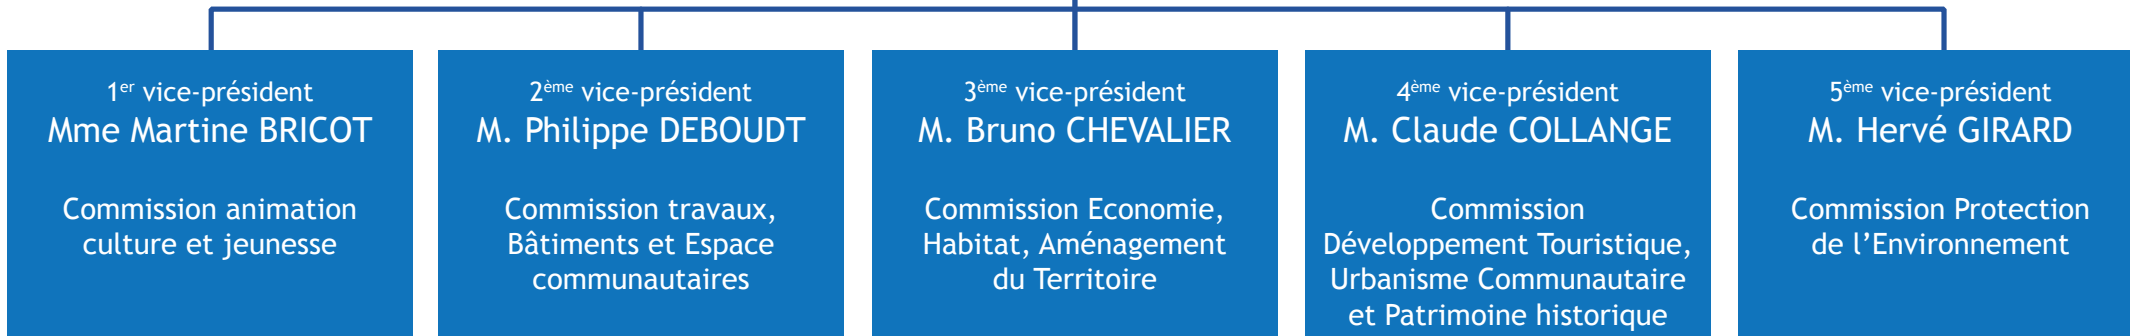 1er vice-président
Mme Martine BRICOT
Commission animation
culture et jeunesse
2ème vice-président
M. Philippe DEBOUDT
Commission travaux,
Bâtiments et Espace
communautaires
3ème vice-président
M. Bruno CHEVALIER
Commission Economie,
Habitat, Aménagement
du Territoire
4ème vice-président
M. Claude COLLANGE
Commission
Développement Touristique,
Urbanisme Communautaire
et Patrimoine historique
5ème vice-président
M. Hervé GIRARD
Commission Protection
de l’Environnement